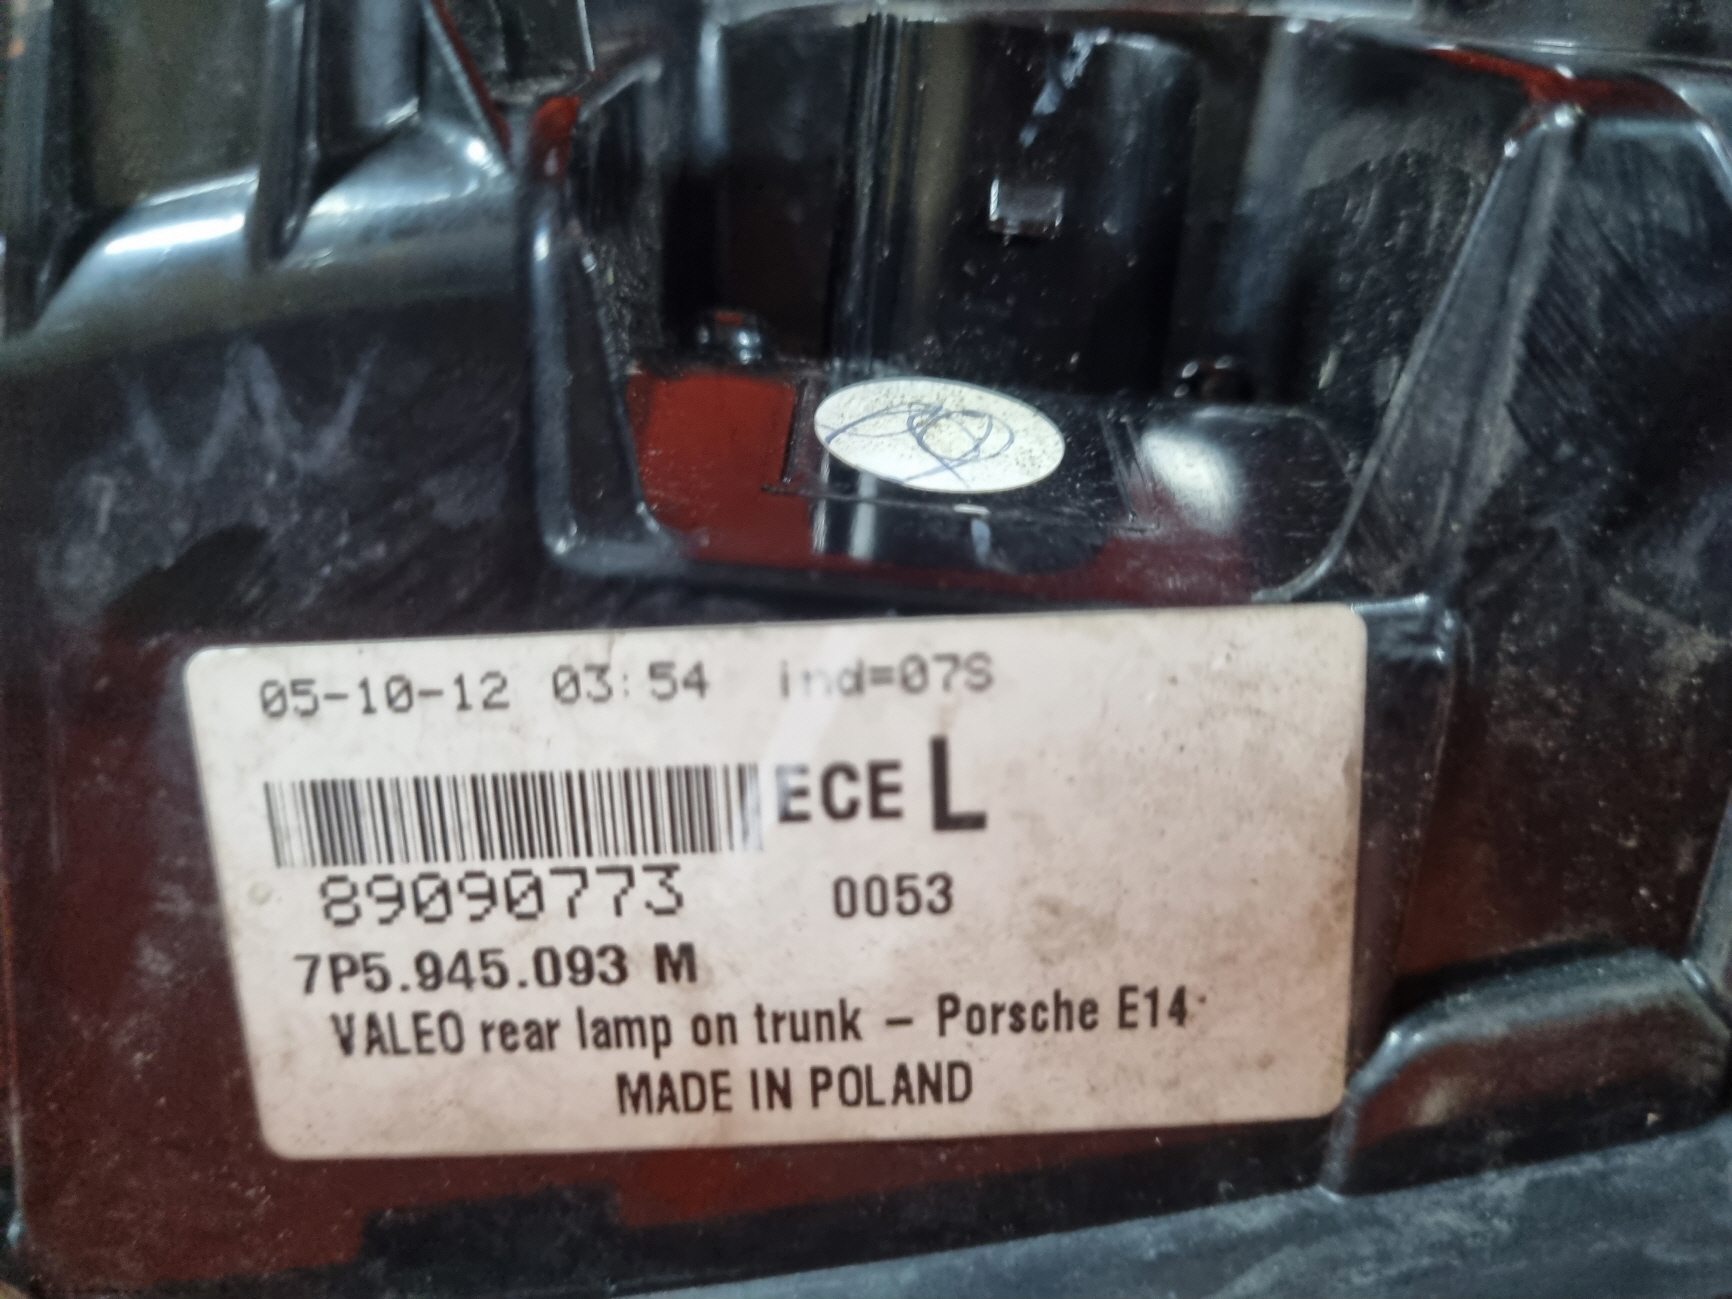 05-10-12 03:54 ind=07S
ECE L
89090773 0053
7P5.945.093 M
VALEO rear lamp on trunk – Porsche E14
MADE IN POLAND